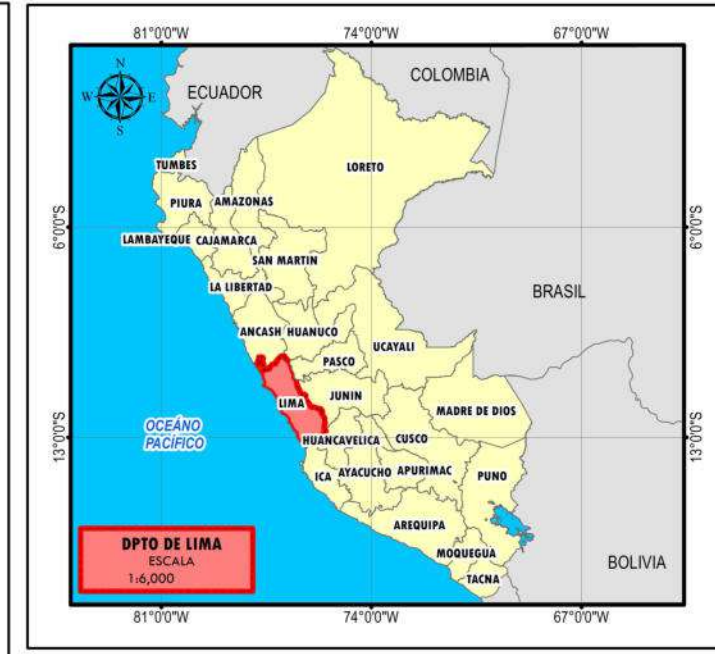 81°0'0"W 74°0'0"W 67°0'0"W
N
W E
S
COLOMBIA
ECUADOR
TUMBES
LORETO
PIURA AMAZONAS
6°0'0"S 6°0'0"S
LAMBAYEQUE CAJAMARCA
SAN MARTIN
LA LIBERTAD
BRASIL
ANCASH HUANUCO
UCAYALI
PASCO
JUNIN
LIMA
MADRE DE DIOS
OCEÁNO
PACÍFICO
13°0'0"S 13°0'0"S
HUANCAVELICA CUSCO
ICA AYACUCHO APURIMAC PUNO
AREQUIPA
DPTO DE LIMA
ESCALA
1:6,000
MOQUEGUA
BOLIVIA
TACNA
81°0'0"W 74°0'0"W 67°0'0"W